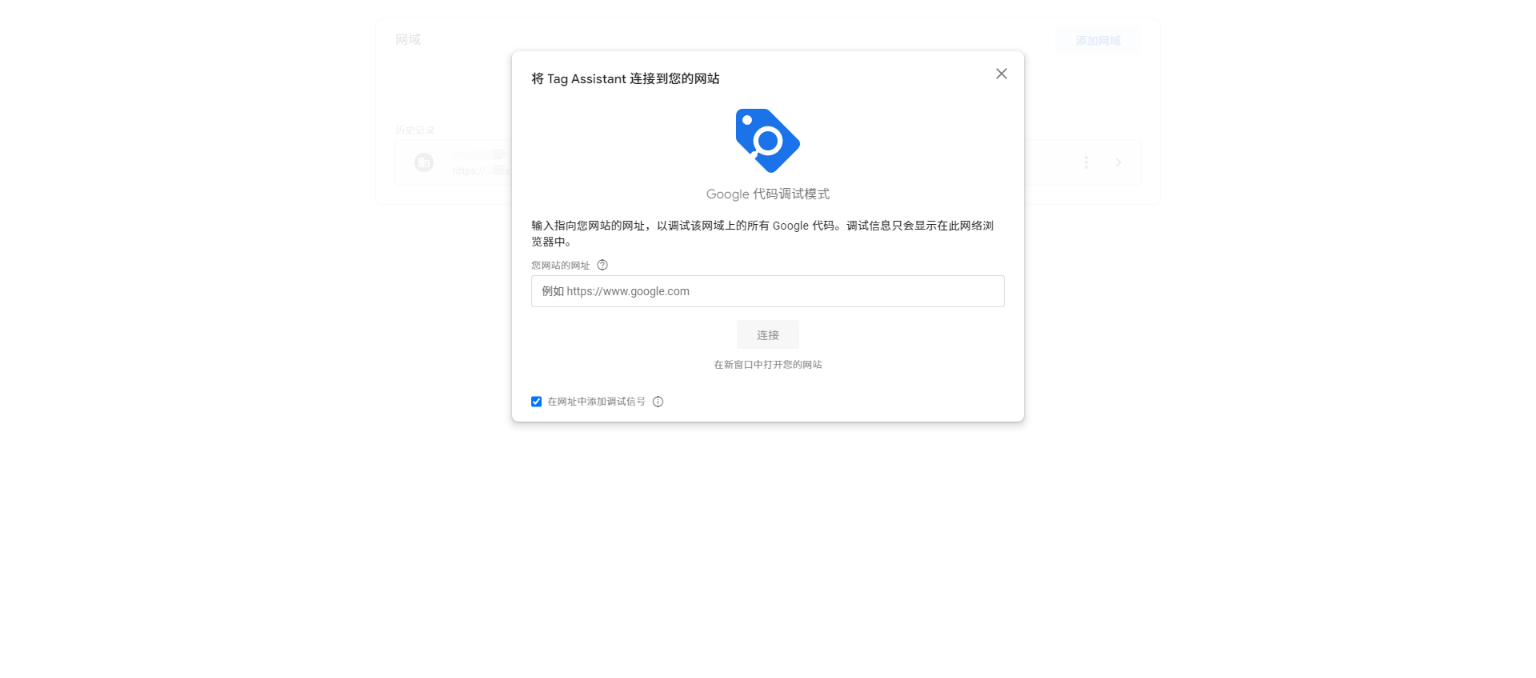 网域
添加网域
将 Tag Assistant 连接到您的网站
历史记录
https://
Google 代码调试模式
输入指向您网站的网址，以调试该网域上的所有 Google 代码。调试信息只会显示在此网络浏
览器中。
您网站的网址
例如 https://www.google.com
连接
在新窗口中打开您的网站
在网址中添加调试信号